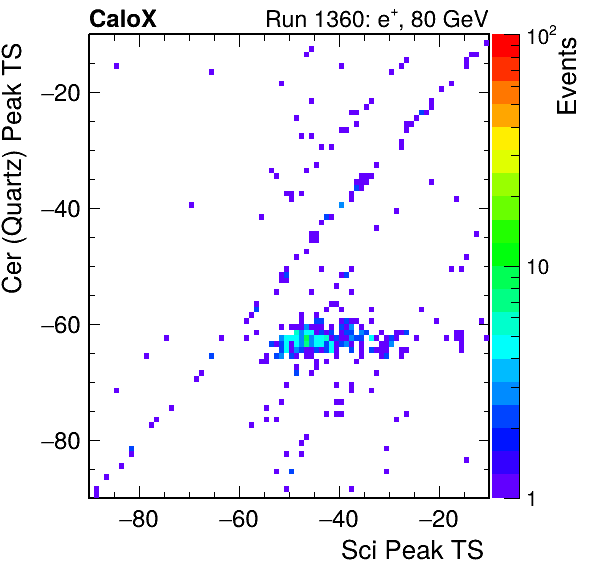 CaloX Run 1360: e⁺, 80 GeV
Cer (Quartz) Peak TS
−20
−40
−60
−80
−80 −60 −40 −20
Sci Peak TS
10²
10
1
Events